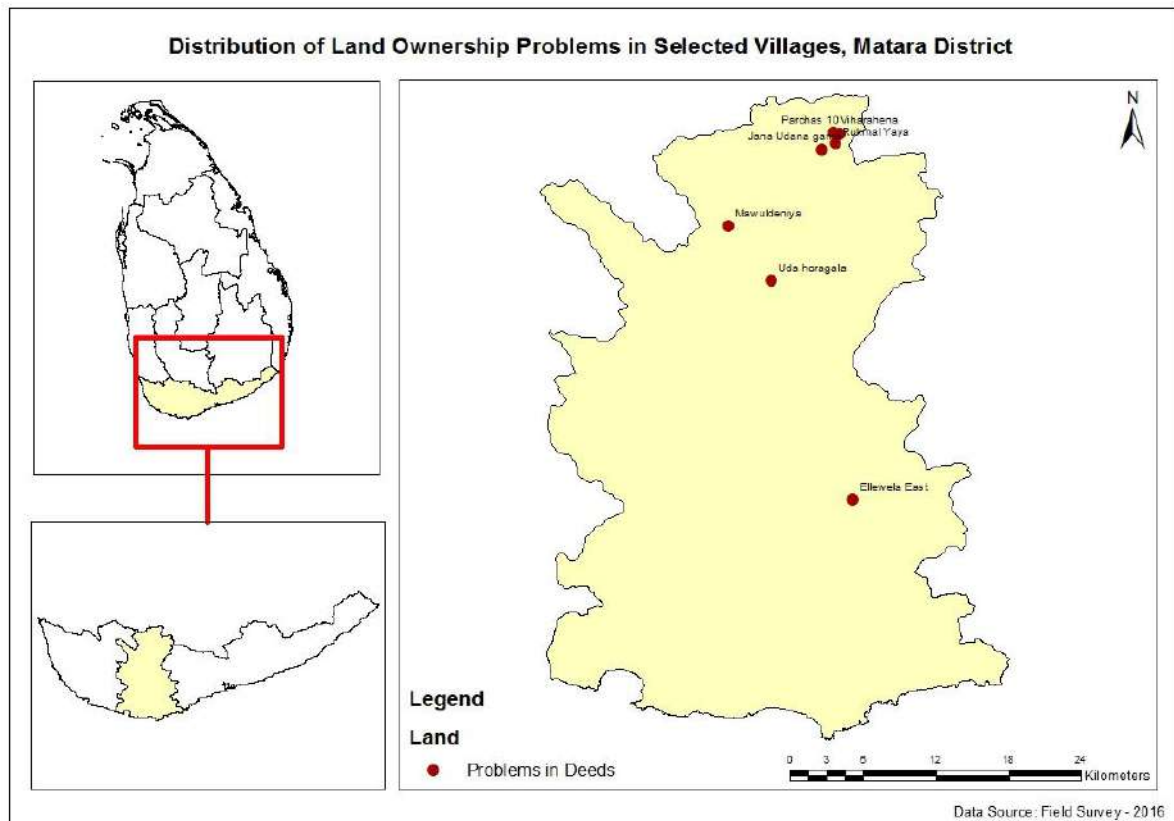 Distribution of Land Ownership Problems in Selected Villages, Matara District
N
Parchas 10 Viharahena
Jana Udana Rukmal Yaya
Nawuldeniya
Uda horagala
Ellewela East
Legend
Land
Problems in Deeds
0 3 6 12 18 24
Kilometers
Data Source: Field Survey - 2016